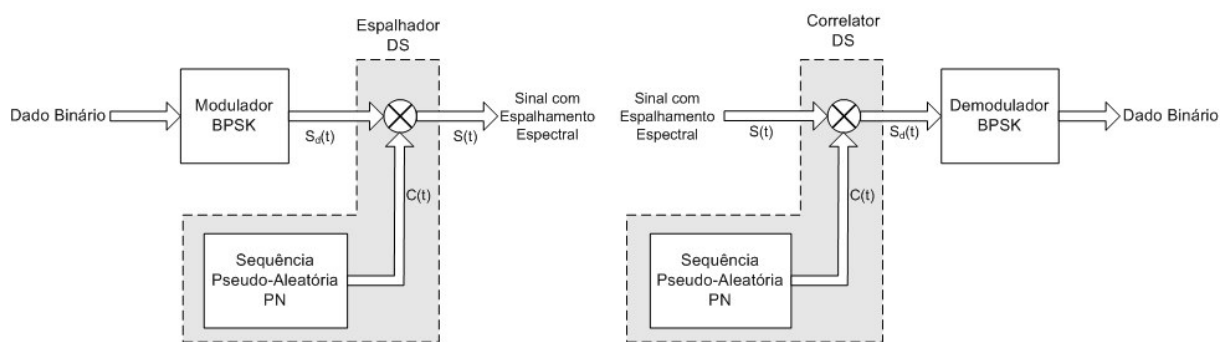 Espalhador
DS
Dado Binário
Modulador
BPSK
Sd(t)
S(t)
Sinal com
Espalhamento
Espectral
C(t)
Sequência
Pseudo-Aleatória
PN
Correlator
DS
Sinal com
Espalhamento
Espectral
S(t)
Sd(t)
Demodulador
BPSK
Dado Binário
C(t)
Sequência
Pseudo-Aleatória
PN